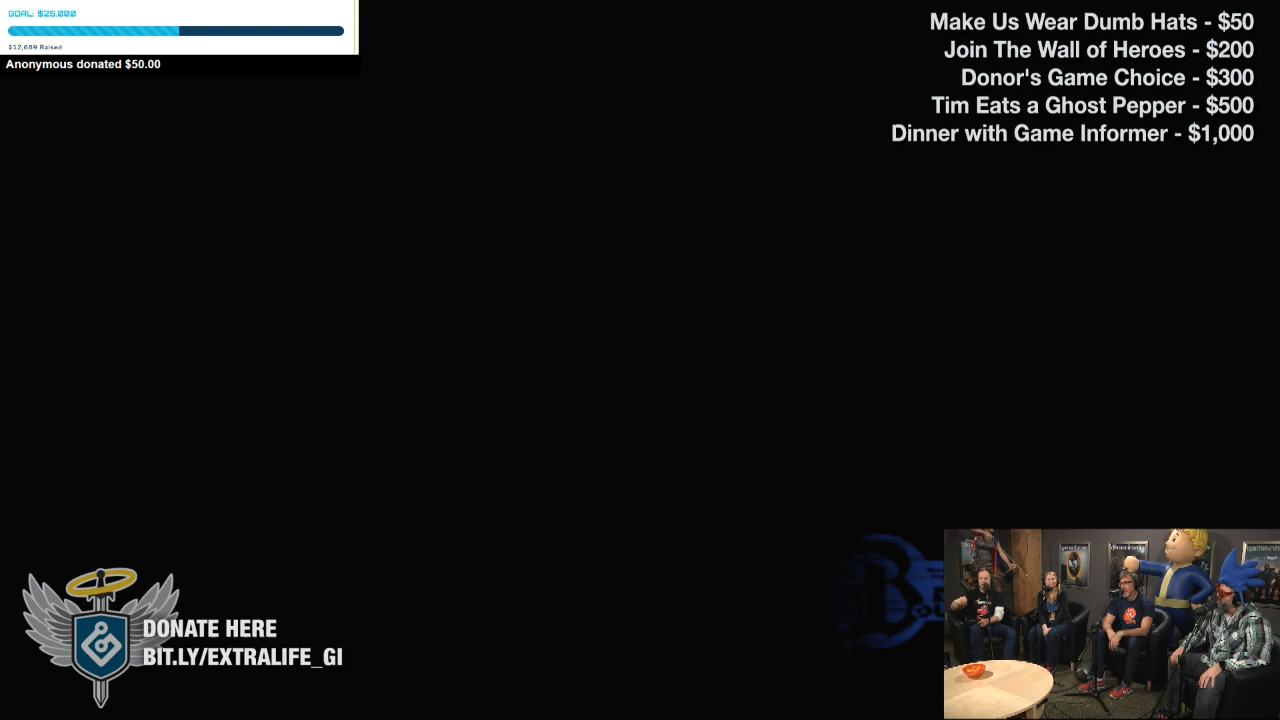 GOAL: $25,000
$12,689 Raised
Anonymous donated $50.00
Make Us Wear Dumb Hats - $50
Join The Wall of Heroes - $200
Donor's Game Choice - $300
Tim Eats a Ghost Pepper - $500
Dinner with Game Informer - $1,000
DONATE HERE
BIT.LY/EXTRALIFE_GI